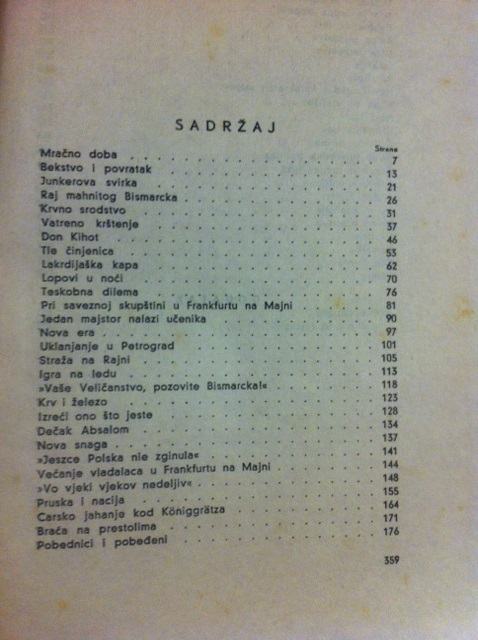 SADRŽAJ
Strana
Mračno doba . . . . . 7
Bekstvo i povratak . . . . . 13
Junkerova svirka . . . . . 21
Raj mahnitog Bismarcka . . . . . 26
Krvno srodstvo . . . . . 31
Vatreno krštenje . . . . . 37
Don Kihot . . . . . 46
Tle činjenica . . . . . 53
Lakrdijaška kapa . . . . . 62
Lopovi u noći . . . . . 70
Teskobna dilema . . . . . 76
Pri saveznoj skupštini u Frankfurtu na Majni . . . . . 81
Jedan majstor nalazi učenika . . . . . 90
Nova era . . . . . 97
Uklanjanje u Petrograd . . . . . 101
Straža na Rajni . . . . . 105
Igra na ledu . . . . . 113
»Vaše Veličanstvo, pozovite Bismarcka!« . . . . . 118
Krv i železo . . . . . 123
Izreći ono što jeste . . . . . 128
Dečak Absalom . . . . . 134
Nova snaga . . . . . 137
»Jeszce Polska nie zginula« . . . . . 141
Većanje vladalaca u Frankfurtu na Majni . . . . . 144
»Vo vjeki vjekov nedeljiv« . . . . . 148
Pruska i nacija . . . . . 155
Carsko jahanje kod Königgrätza . . . . . 164
Braća na prestolima . . . . . 171
Pobednici i pobeđeni . . . . . 176
359